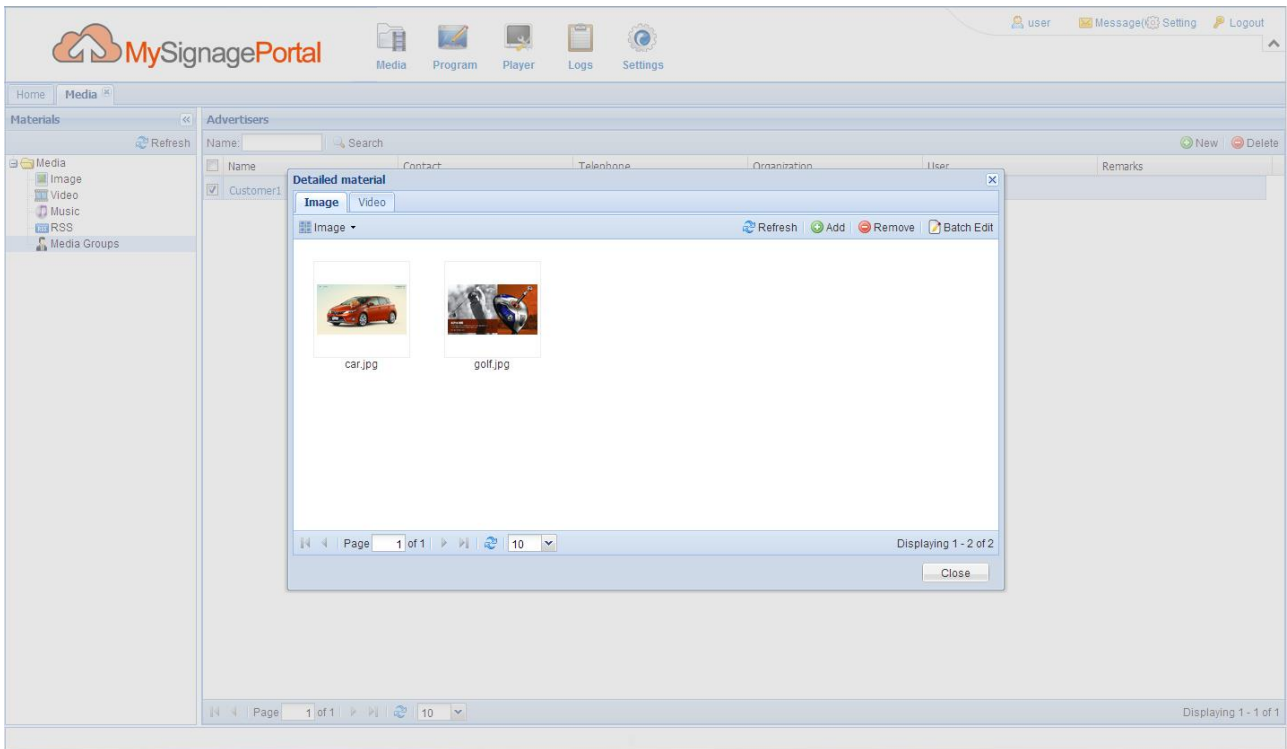 MySignagePortal
Media Program Player Logs Settings
user Message( Setting Logout
Home Media
Materials
Refresh
Media
Image
Video
Music
RSS
Media Groups
Advertisers
Name: Search New Delete
Name Contact Telephone Organization User Remarks
Customer1
Detailed material
Image Video
Image Refresh Add Remove Batch Edit
car.jpg golf.jpg
Page 1 of 1 10 Displaying 1 - 2 of 2
Close
Page 1 of 1 10 Displaying 1 - 1 of 1